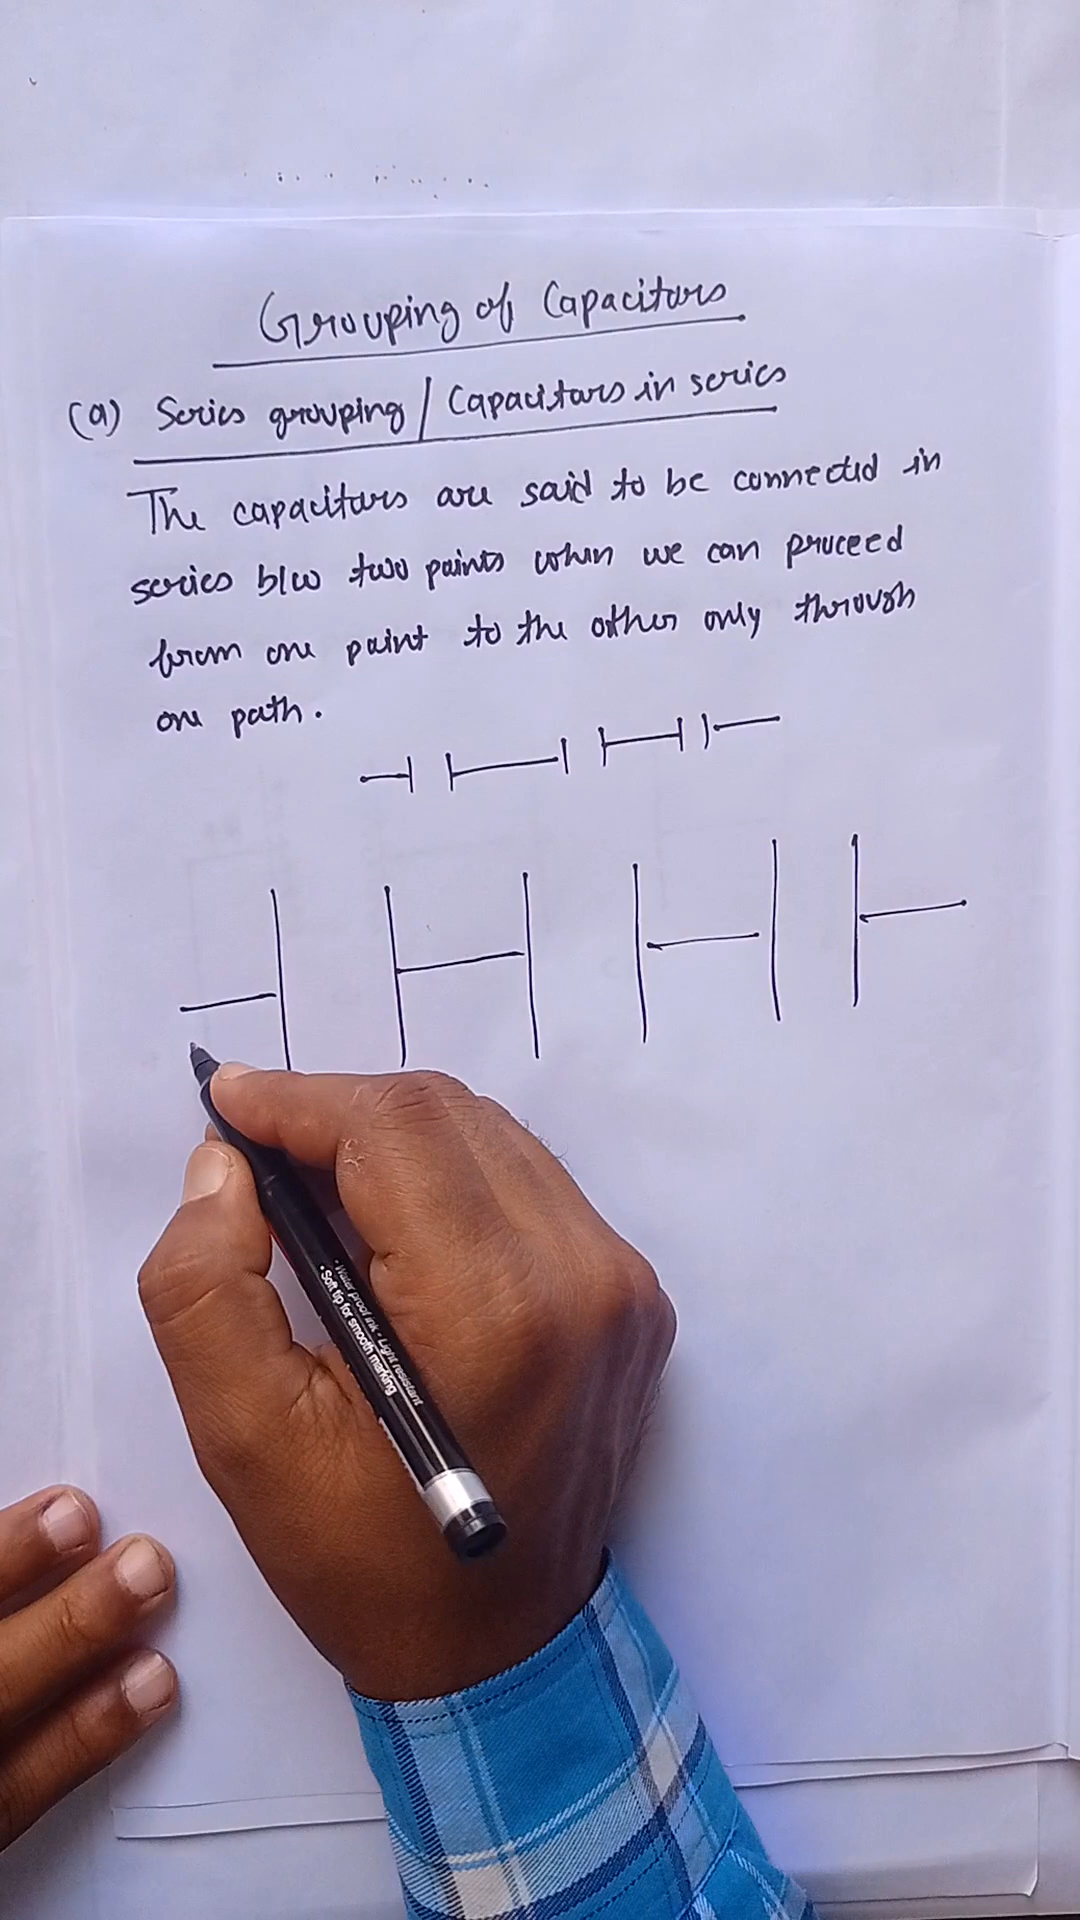 Grouping of Capacitors
(a) Series grouping / Capacitors in series
The capacitors are said to be connected in
series b/w two points when we can proceed
from one point to the other only through
one path.
• Water proof ink • Light resistant
• Soft tip for smooth marking